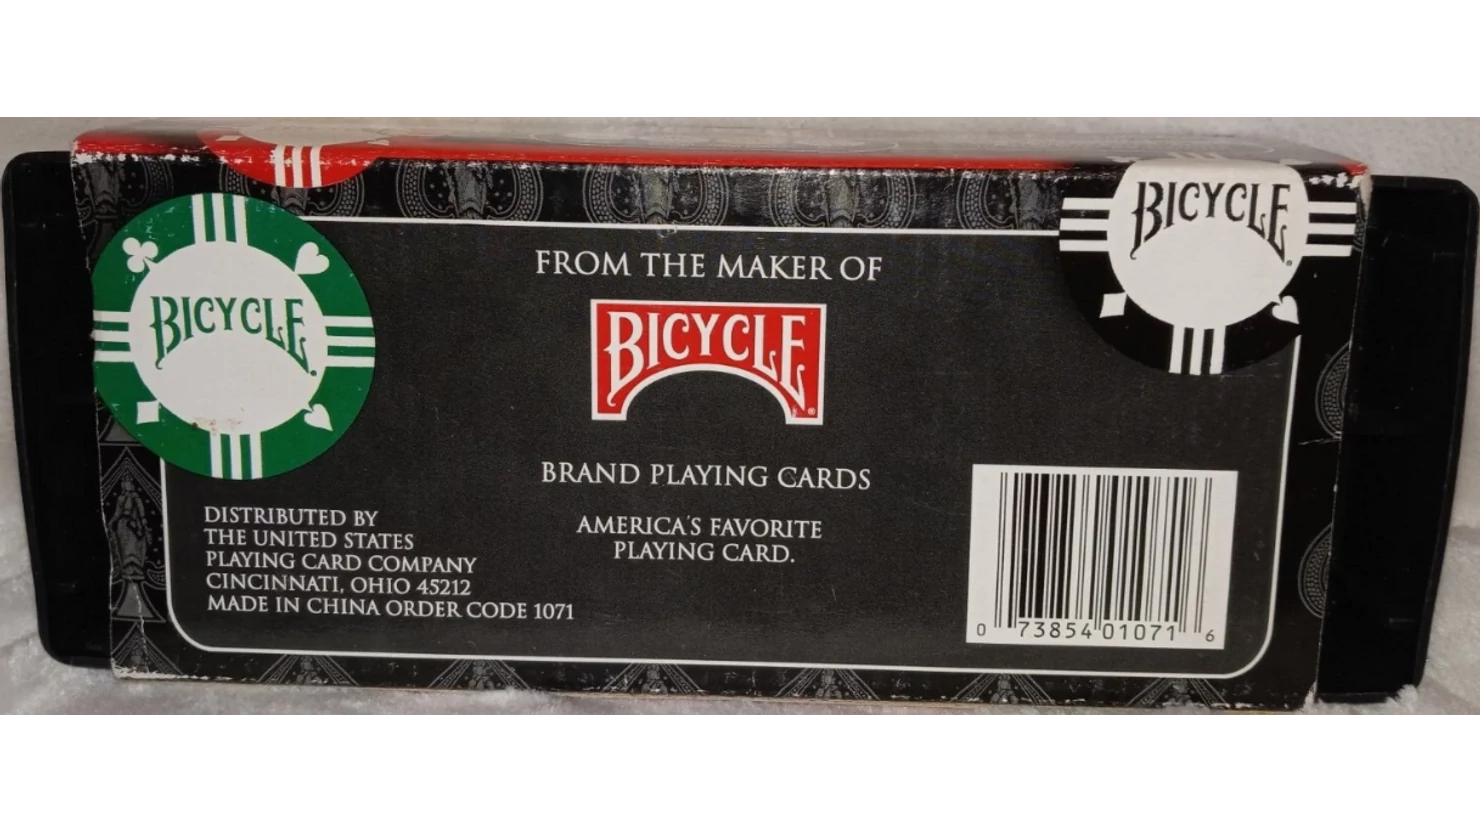 BICYCLE
BICYCLE
FROM THE MAKER OF
BICYCLE
BRAND PLAYING CARDS
AMERICA'S FAVORITE
PLAYING CARD.
DISTRIBUTED BY
THE UNITED STATES
PLAYING CARD COMPANY
CINCINNATI, OHIO 45212
MADE IN CHINA ORDER CODE 1071
0 73854 01071 6